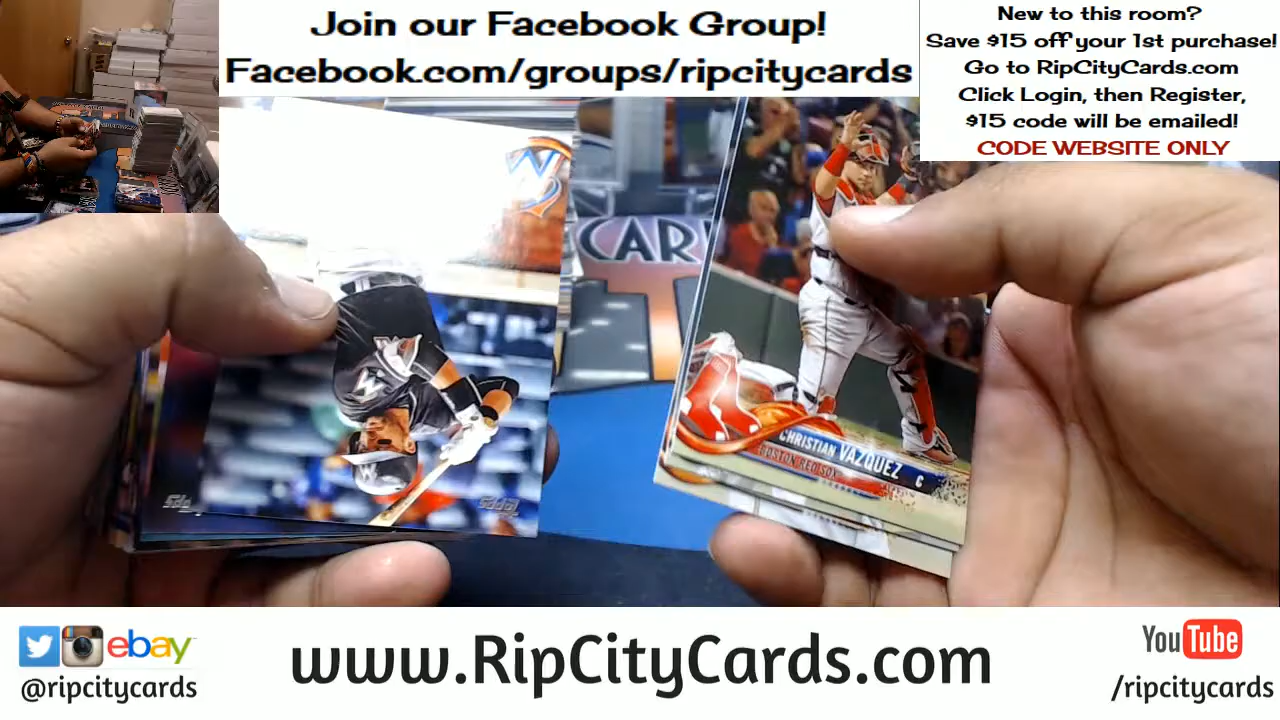 Join our Facebook Group!
Facebook.com/groups/ripcitycards
New to this room?
Save $15 off your 1st purchase!
Go to RipCityCards.com
Click Login, then Register,
$15 code will be emailed!
CODE WEBSITE ONLY
CAR
CHRISTIAN VAZQUEZ C
BOSTON RED SOX
ebay
@ripcitycards
www.RipCityCards.com
YouTube
/ripcitycards